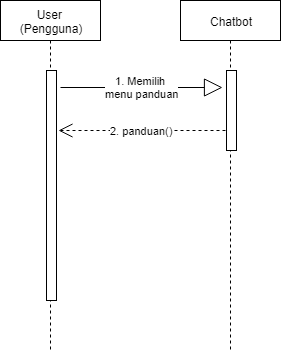 User
(Pengguna)
Chatbot
1. Memilih
menu panduan
2. panduan()